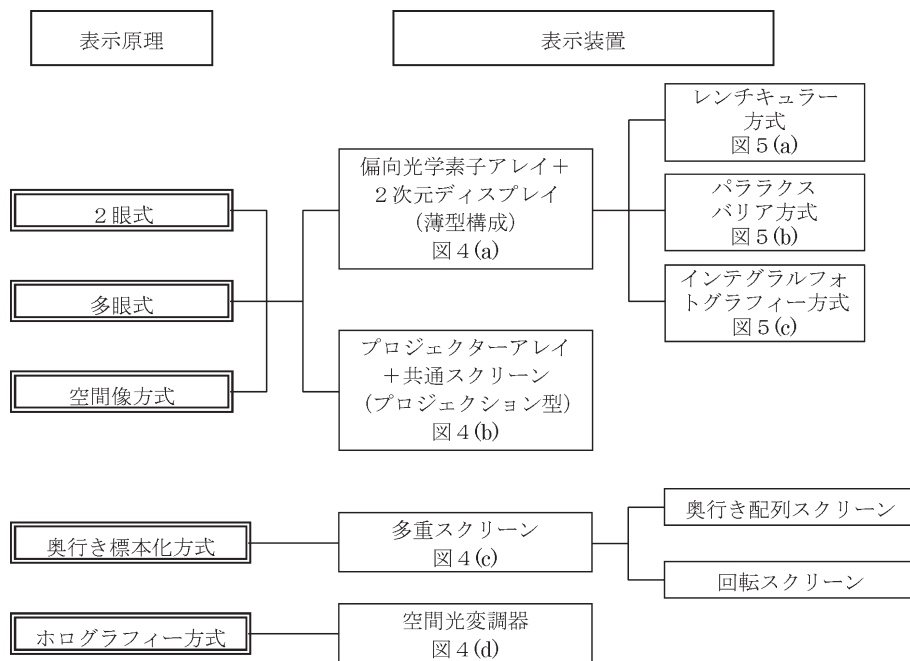 表示原理
表示装置
２眼式
多眼式
空間像方式
偏向光学素子アレイ＋
２次元ディスプレイ
(薄型構成)
図４(a)
プロジェクターアレイ
＋共通スクリーン
(プロジェクション型)
図４(b)
レンチキュラー
方式
図５(a)
パララクス
バリア方式
図５(b)
インテグラルフォ
トグラフィー方式
図５(c)
奥行き標本化方式
多重スクリーン
図４(c)
奥行き配列スクリーン
回転スクリーン
ホログラフィー方式
空間光変調器
図４(d)